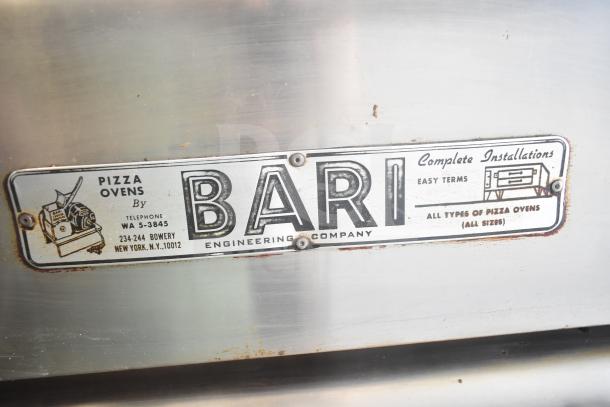 PIZZA
OVENS
By
TELEPHONE
WA 5-3845
234-244 BOWERY
NEW YORK, N.Y., 10012
BARI
ENGINEERING COMPANY
Complete Installations
EASY TERMS
ALL TYPES OF PIZZA OVENS
(ALL SIZES)